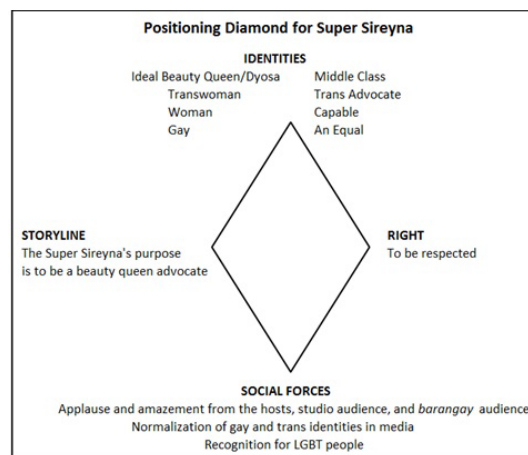 Positioning Diamond for Super Sireyna
IDENTITIES
Ideal Beauty Queen/Dyosa Middle Class
Transwoman Trans Advocate
Woman Capable
Gay An Equal
STORYLINE
The Super Sireyna's purpose
is to be a beauty queen advocate
RIGHT
To be respected
SOCIAL FORCES
Applause and amazement from the hosts, studio audience, and barangay audience
Normalization of gay and trans identities in media
Recognition for LGBT people